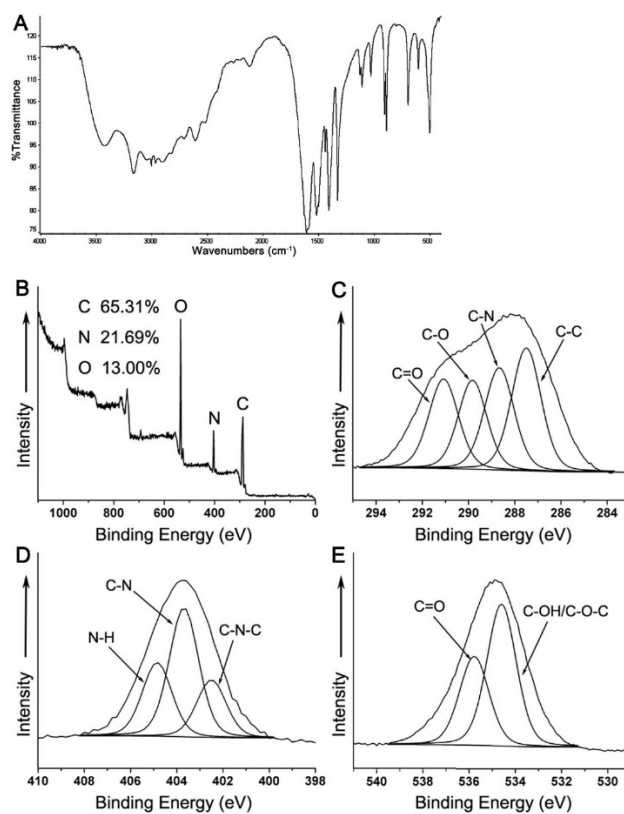 A
%Transmittance
120
115
110
105
100
95
90
85
80
75
4000
3500
3000
2500
2000
1500
1000
500
Wavenumbers (cm⁻¹)
B
C 65.31%
N 21.69%
O 13.00%
O
N
C
Intensity
1000
800
600
400
200
0
Binding Energy (eV)
C
C=O
C-O
C-N
C-C
Intensity
294
292
290
288
286
284
Binding Energy (eV)
D
N-H
C-N
C-N-C
Intensity
410
408
406
404
402
400
398
Binding Energy (eV)
E
C=O
C-OH/C-O-C
Intensity
540
538
536
534
532
530
Binding Energy (eV)